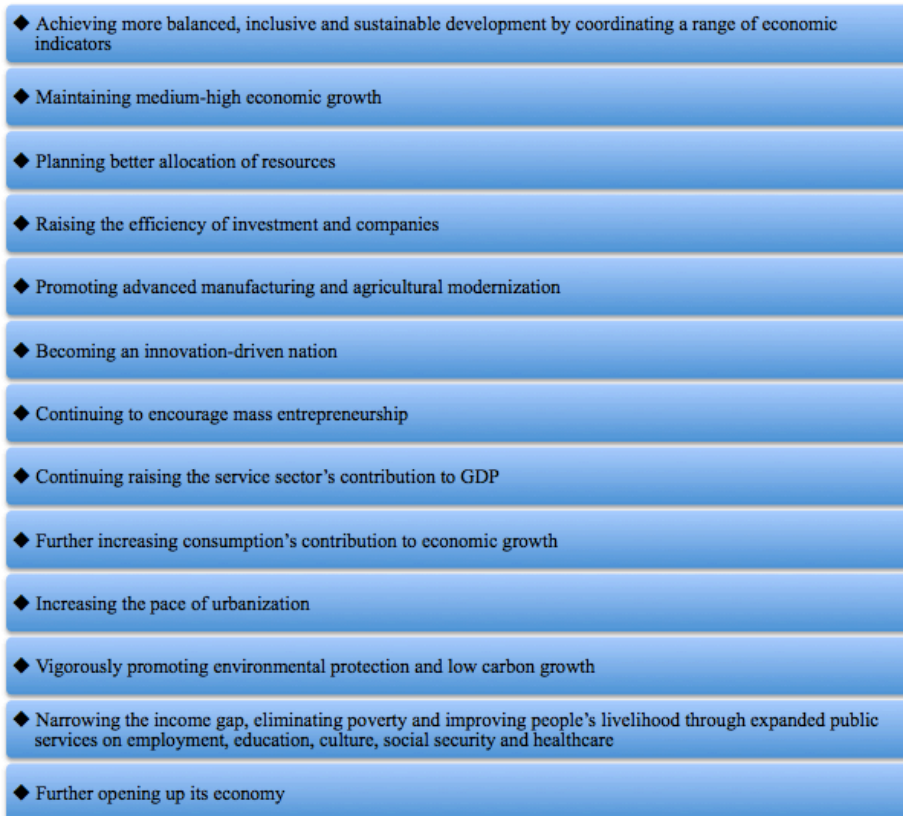 ◆ Achieving more balanced, inclusive and sustainable development by coordinating a range of economic
indicators
◆ Maintaining medium-high economic growth
◆ Planning better allocation of resources
◆ Raising the efficiency of investment and companies
◆ Promoting advanced manufacturing and agricultural modernization
◆ Becoming an innovation-driven nation
◆ Continuing to encourage mass entrepreneurship
◆ Continuing raising the service sector’s contribution to GDP
◆ Further increasing consumption’s contribution to economic growth
◆ Increasing the pace of urbanization
◆ Vigorously promoting environmental protection and low carbon growth
◆ Narrowing the income gap, eliminating poverty and improving people’s livelihood through expanded public
services on employment, education, culture, social security and healthcare
◆ Further opening up its economy